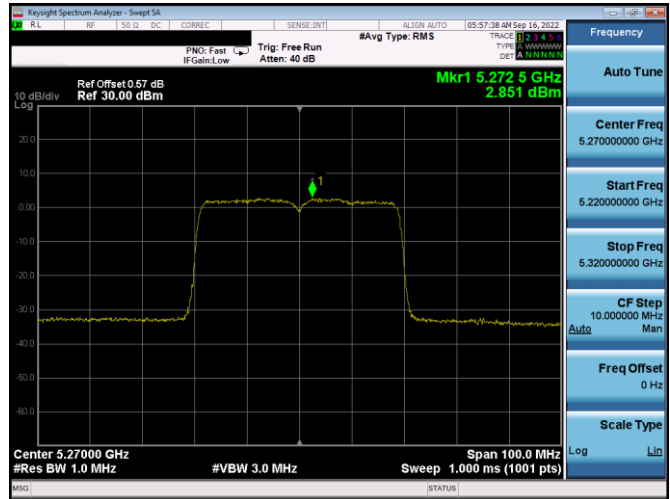 Keysight Spectrum Analyzer - Swept SA
RL RF 50 Ω DC CORREC SENSE:INT ALIGN AUTO 05:57:38 AM Sep 16, 2022
#Avg Type: RMS
TRACE 1 2 3 4 5 6
PNO: Fast Trig: Free Run TYPE A WWWWW
IFGain:Low Atten: 40 dB DET A N N N N N
Mkr1 5.272 5 GHz
Ref Offset 0.57 dB
10 dB/div Ref 30.00 dBm 2.851 dBm
Log
20.0
10.0
1
0.00
-10.0
-20.0
-30.0
-40.0
-50.0
-60.0
Center 5.27000 GHz Span 100.0 MHz
#Res BW 1.0 MHz #VBW 3.0 MHz Sweep 1.000 ms (1001 pts)
MSG STATUS
Frequency
Auto Tune
Center Freq
5.270000000 GHz
Start Freq
5.220000000 GHz
Stop Freq
5.320000000 GHz
CF Step
10.000000 MHz
Auto Man
Freq Offset
0 Hz
Scale Type
Log Lin